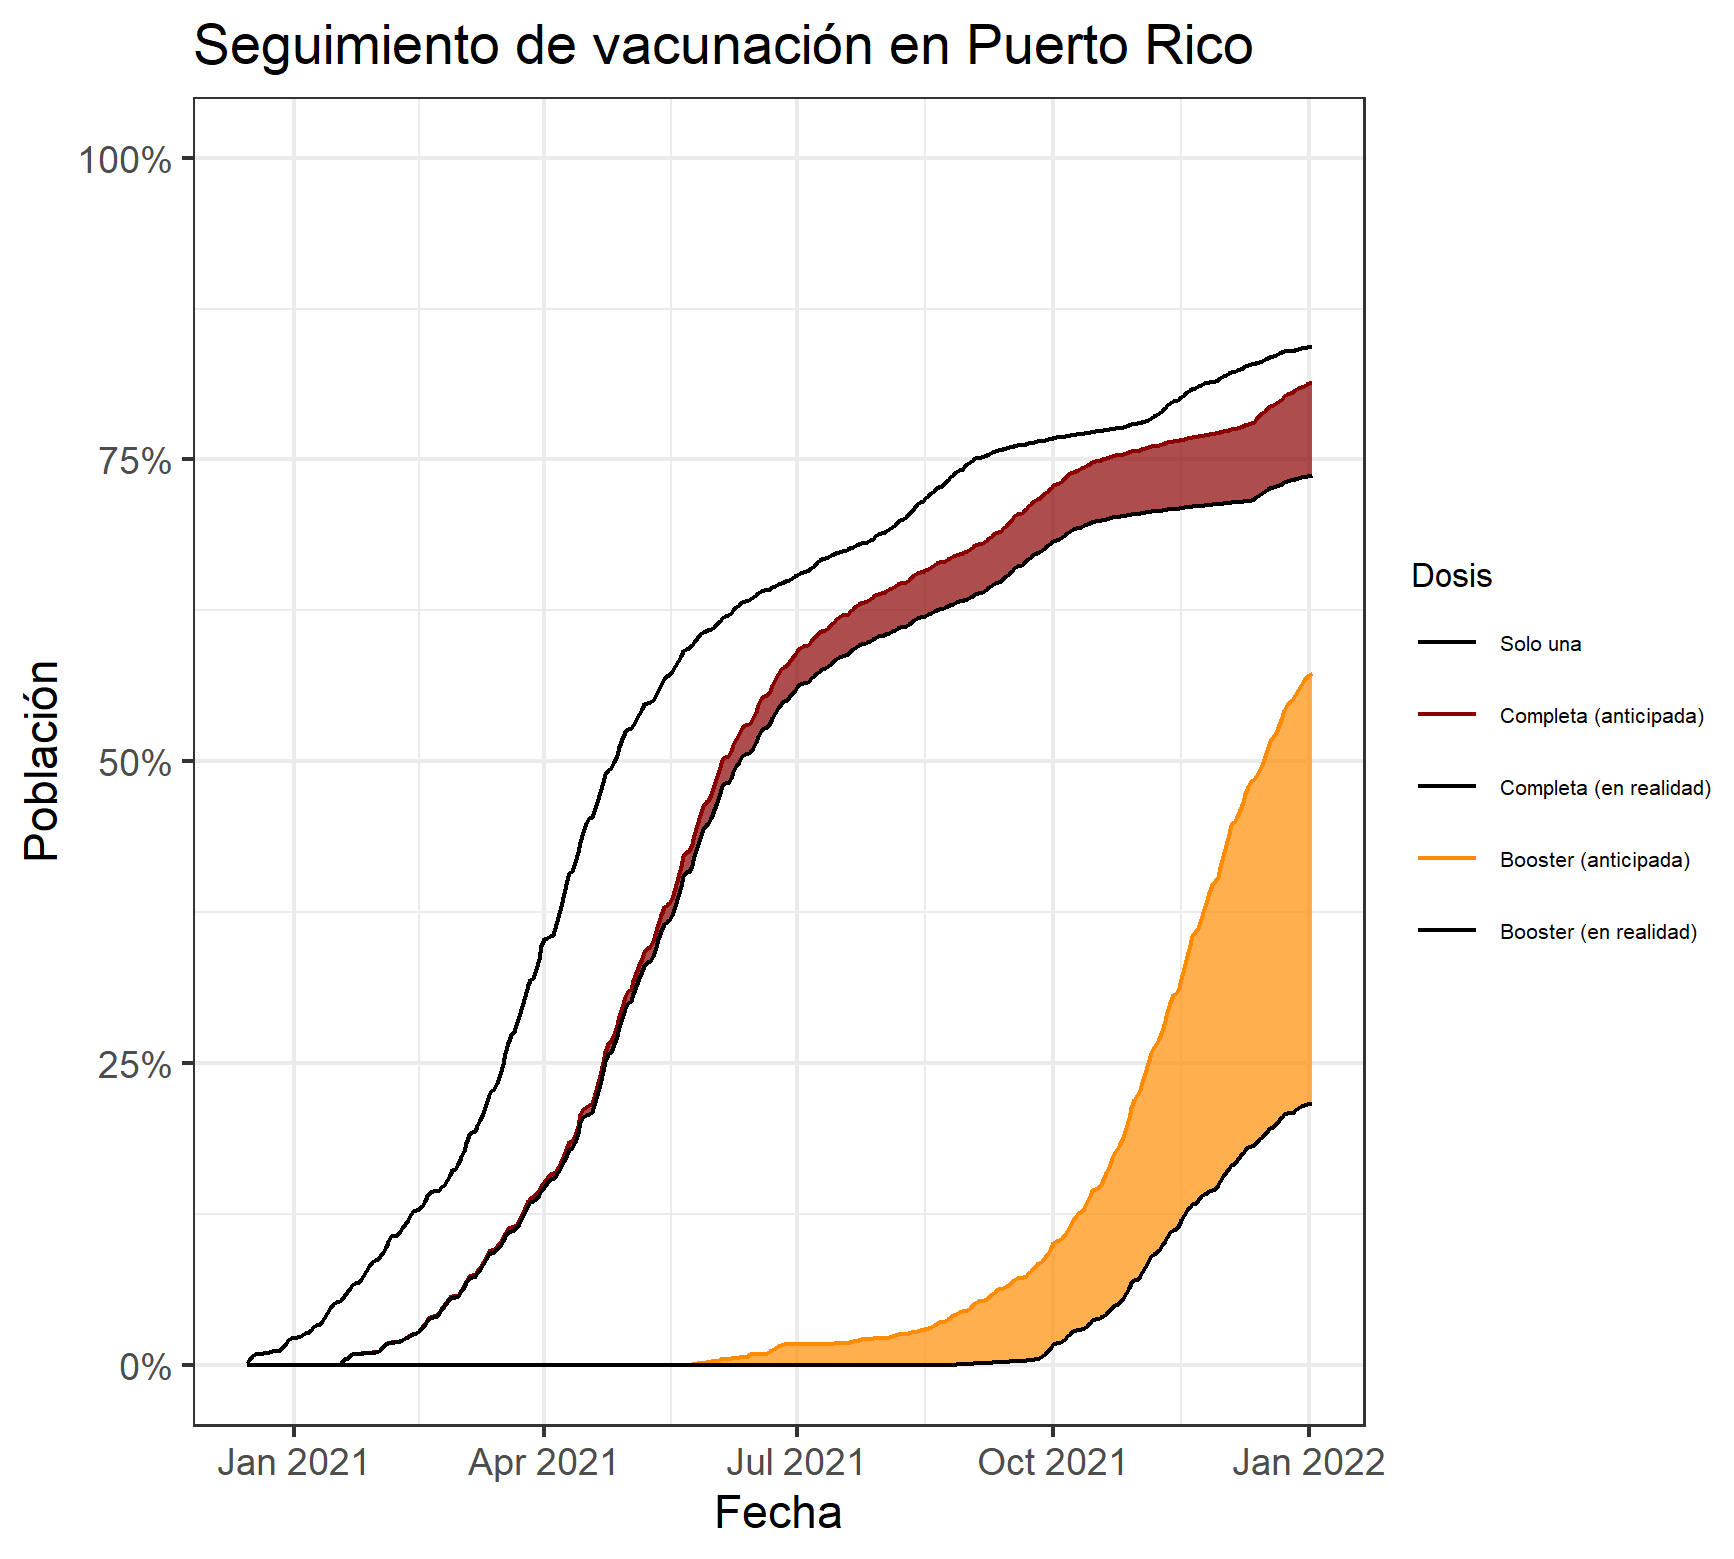 Seguimiento de vacunación en Puerto Rico
100%
75%
50%
25%
0%
Población
Jan 2021
Apr 2021
Jul 2021
Oct 2021
Jan 2022
Fecha
Dosis
Solo una
Completa (anticipada)
Completa (en realidad)
Booster (anticipada)
Booster (en realidad)